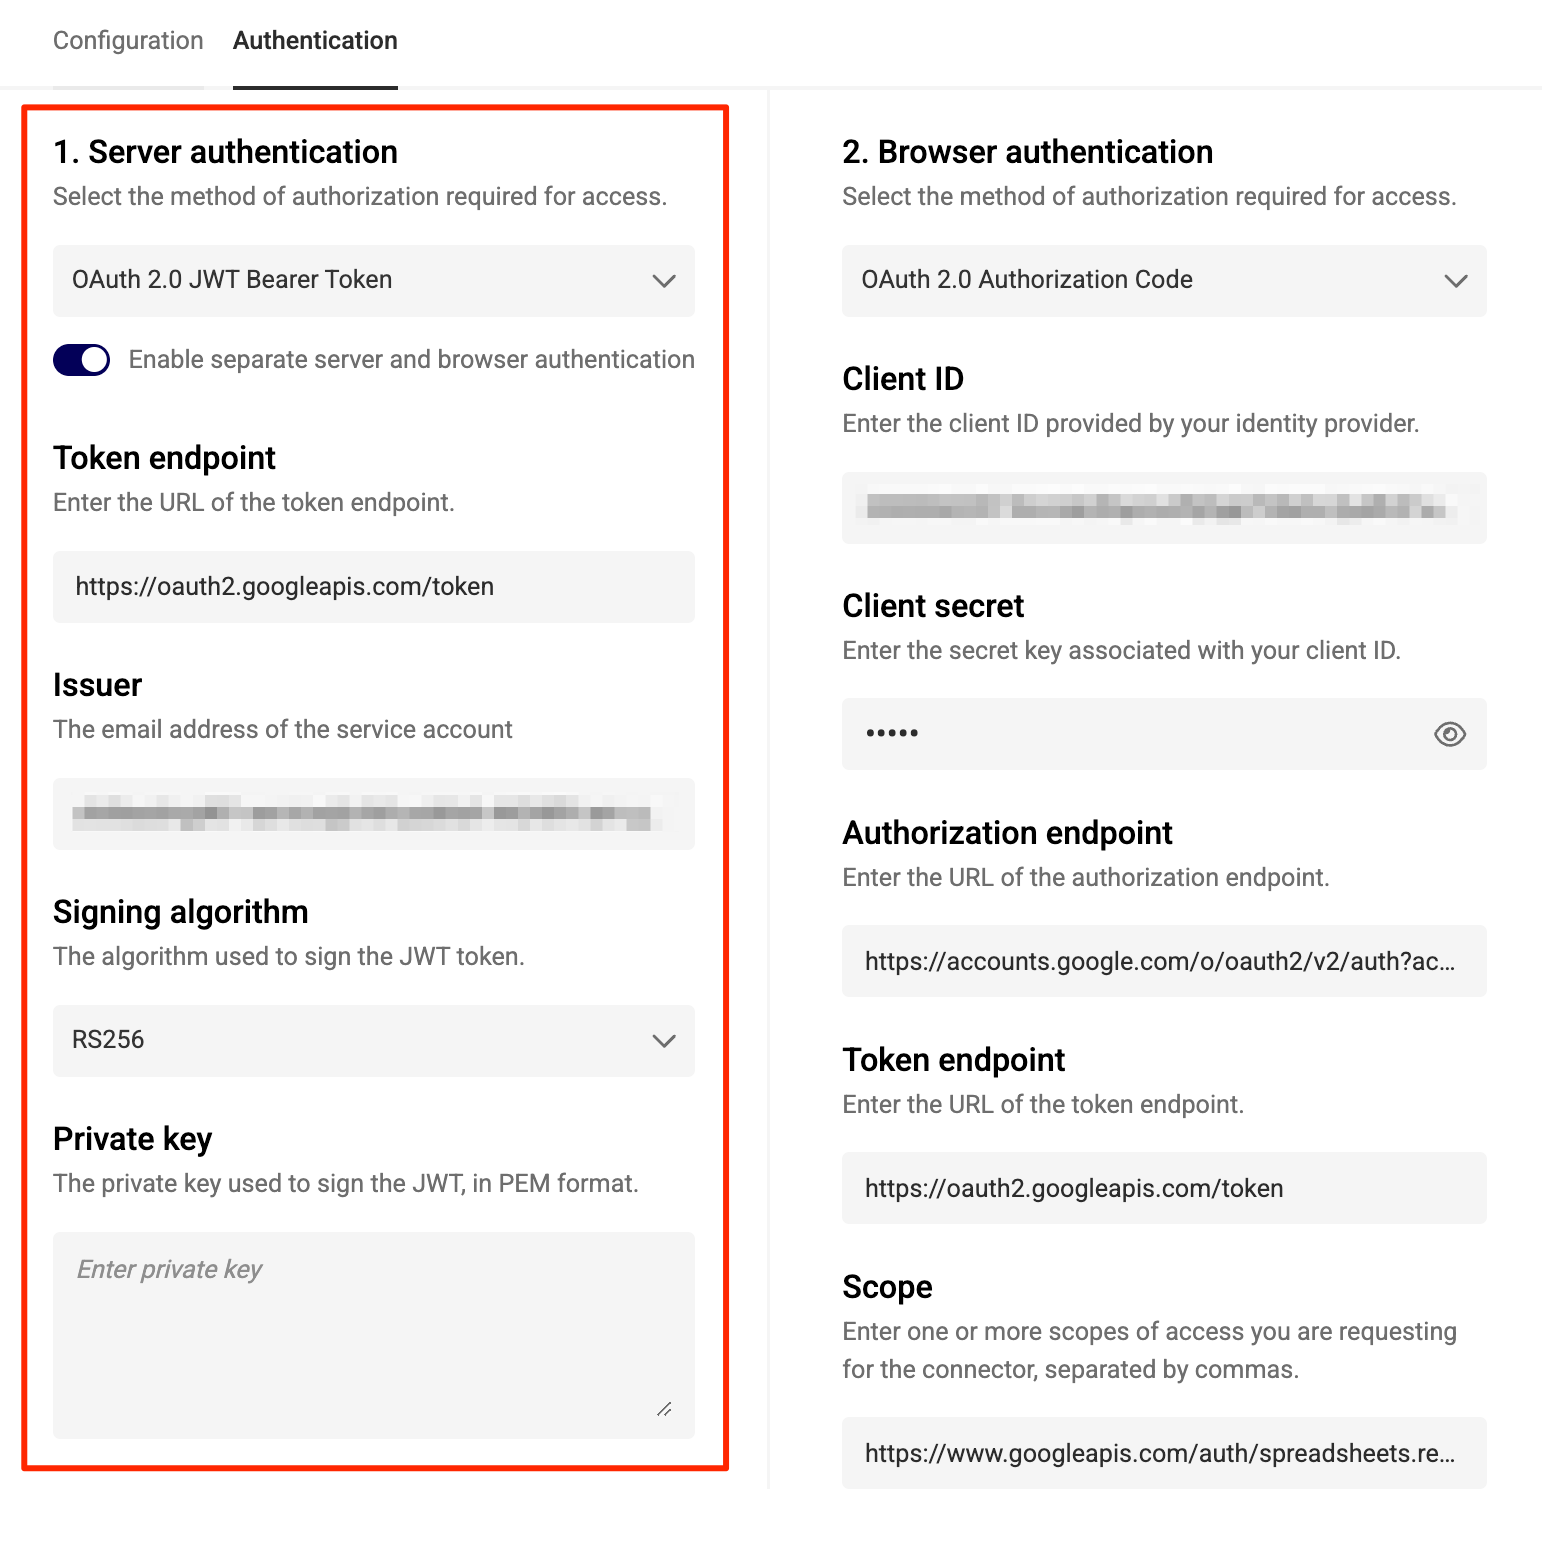 Configuration
Authentication
1. Server authentication
Select the method of authorization required for access.
OAuth 2.0 JWT Bearer Token
Enable separate server and browser authentication
Token endpoint
Enter the URL of the token endpoint.
https://oauth2.googleapis.com/token
Issuer
The email address of the service account
Signing algorithm
The algorithm used to sign the JWT token.
RS256
Private key
The private key used to sign the JWT, in PEM format.
Enter private key
2. Browser authentication
Select the method of authorization required for access.
OAuth 2.0 Authorization Code
Client ID
Enter the client ID provided by your identity provider.
Client secret
Enter the secret key associated with your client ID.
•••••
Authorization endpoint
Enter the URL of the authorization endpoint.
https://accounts.google.com/o/oauth2/v2/auth?ac...
Token endpoint
Enter the URL of the token endpoint.
https://oauth2.googleapis.com/token
Scope
Enter one or more scopes of access you are requesting
for the connector, separated by commas.
https://www.googleapis.com/auth/spreadsheets.re...